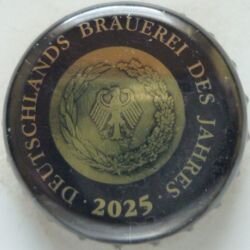 · DEUTSCHLANDS BRAUEREI DES JAHRES ·
2025